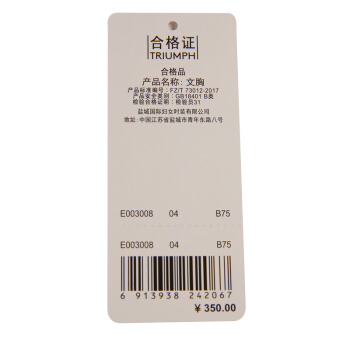 合格证
TRIUMPH
合格品
产品名称: 文胸
产品标准编号: FZ/T 73012-2017
产品安全类别: GB18401 B类
检验合格证明: 检验员31
盐城国际妇女时装有限公司
地址: 中国江苏省盐城市青年东路八号
E003008 04 B75
E003008 04 B75
6 913938 242067
¥ 350.00